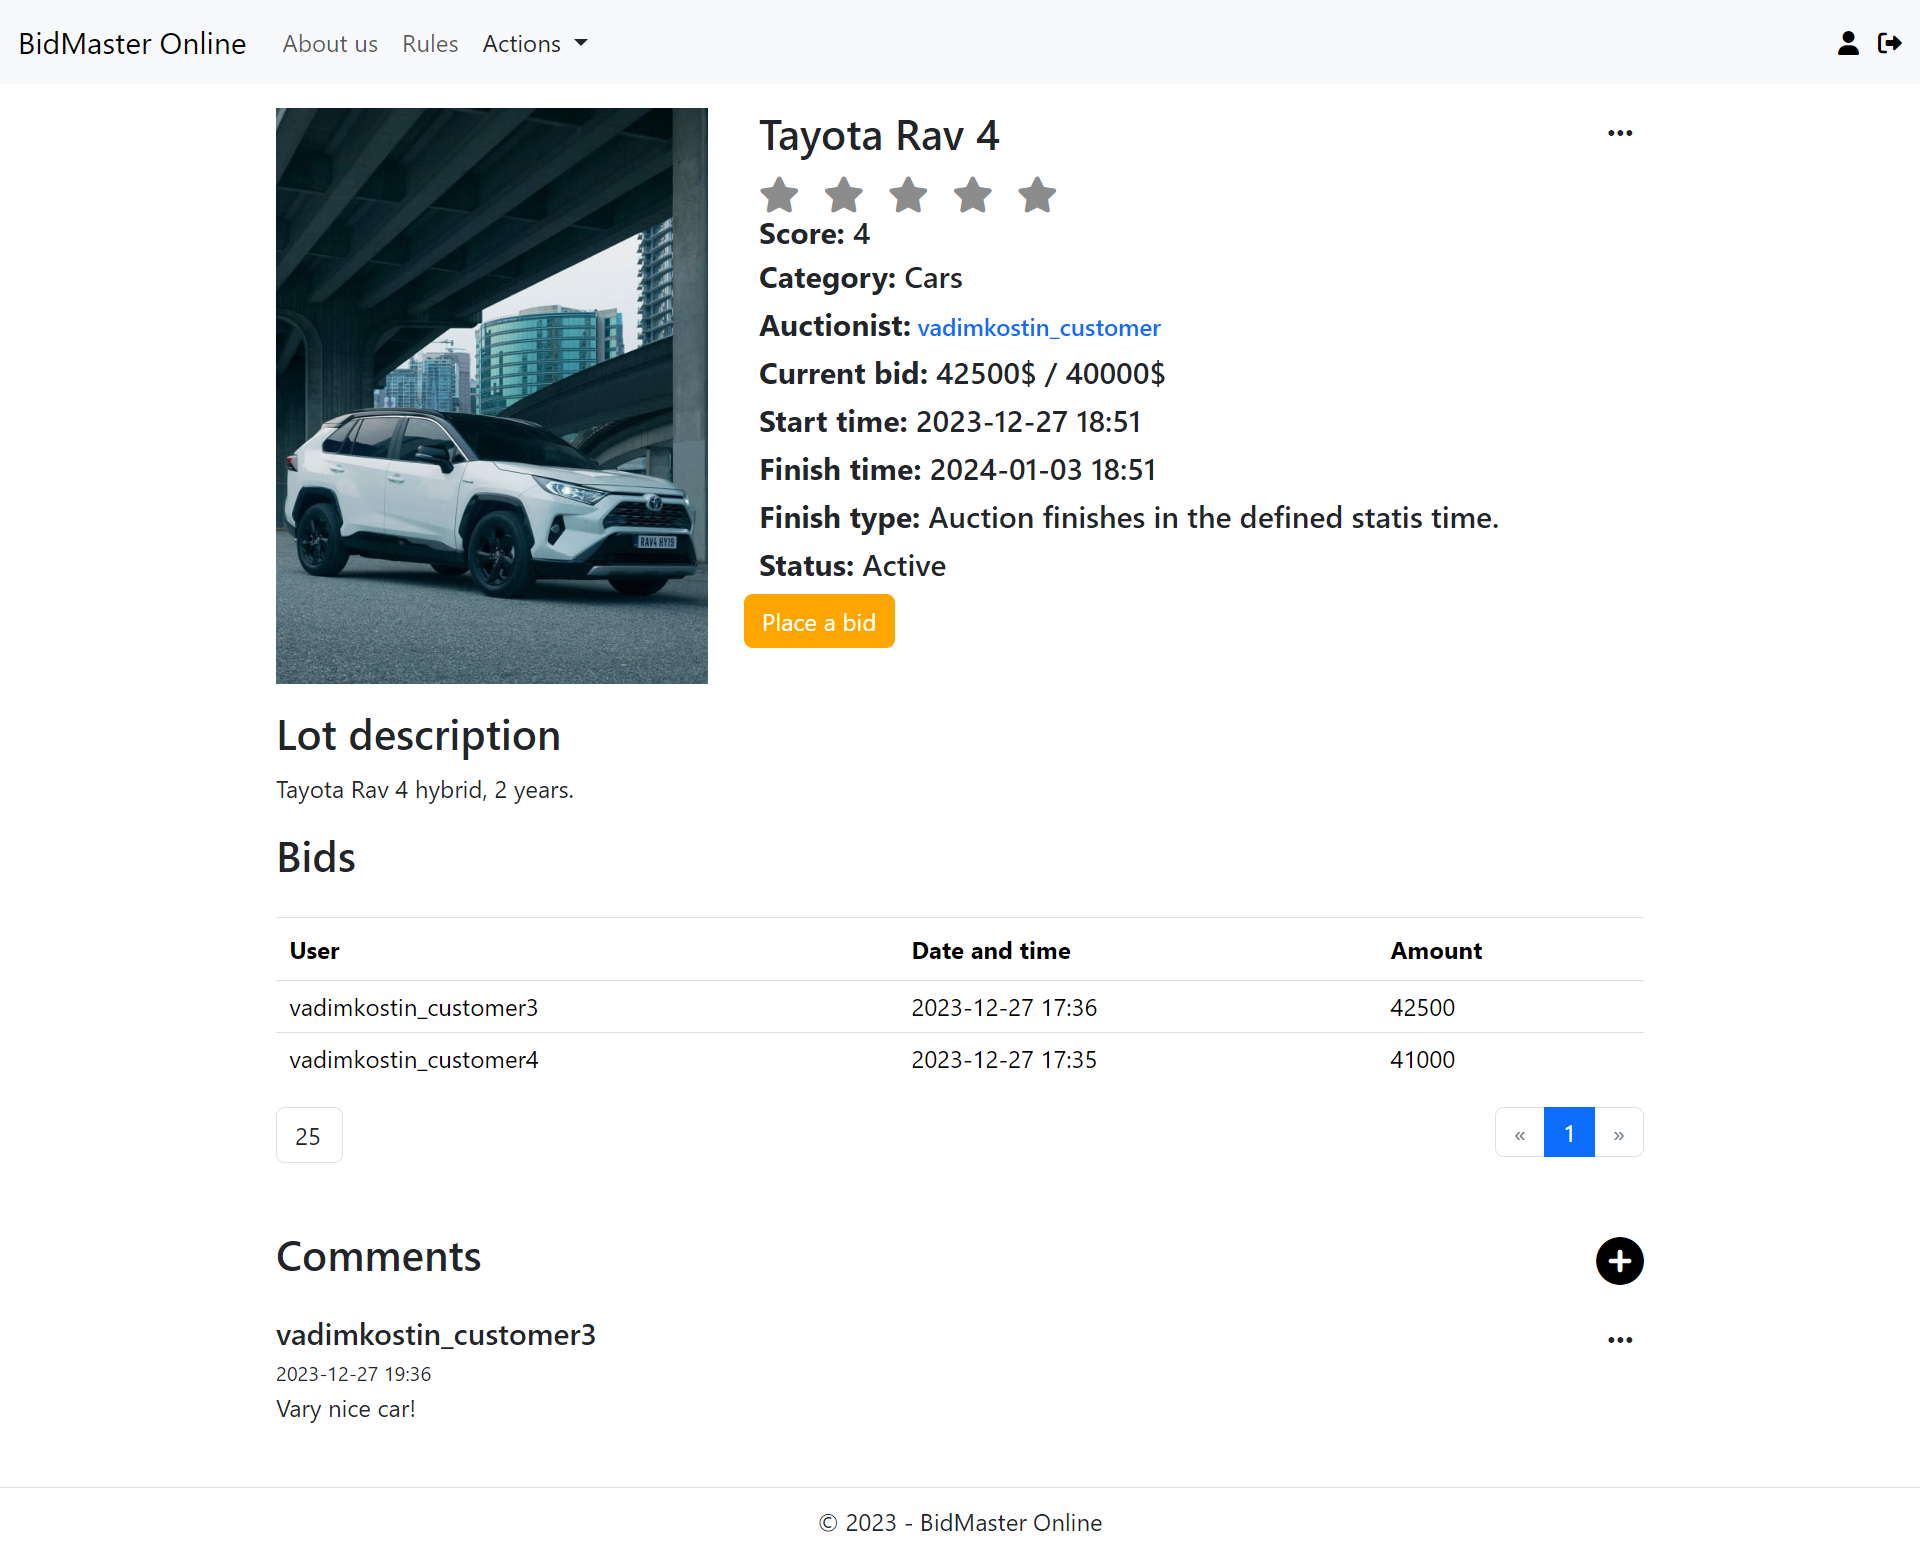 BidMaster Online About us Rules Actions
Tayota Rav 4
Score: 4
Category: Cars
Auctionist: vadimkostin_customer
Current bid: 42500$ / 40000$
Start time: 2023-12-27 18:51
Finish time: 2024-01-03 18:51
Finish type: Auction finishes in the defined statis time.
Status: Active
Place a bid
RAV4 HY19
Lot description
Tayota Rav 4 hybrid, 2 years.
Bids
User Date and time Amount
vadimkostin_customer3 2023-12-27 17:36 42500
vadimkostin_customer4 2023-12-27 17:35 41000
25 « 1 »
Comments
vadimkostin_customer3
2023-12-27 19:36
Vary nice car!
© 2023 - BidMaster Online